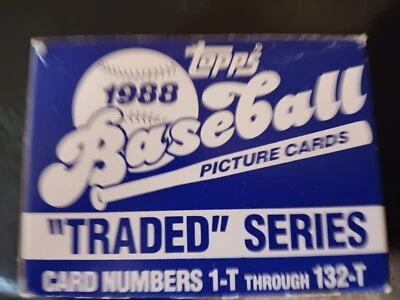 Topps
1988
Baseball
PICTURE CARDS
"TRADED" SERIES
CARD NUMBERS 1-T THROUGH 132-T